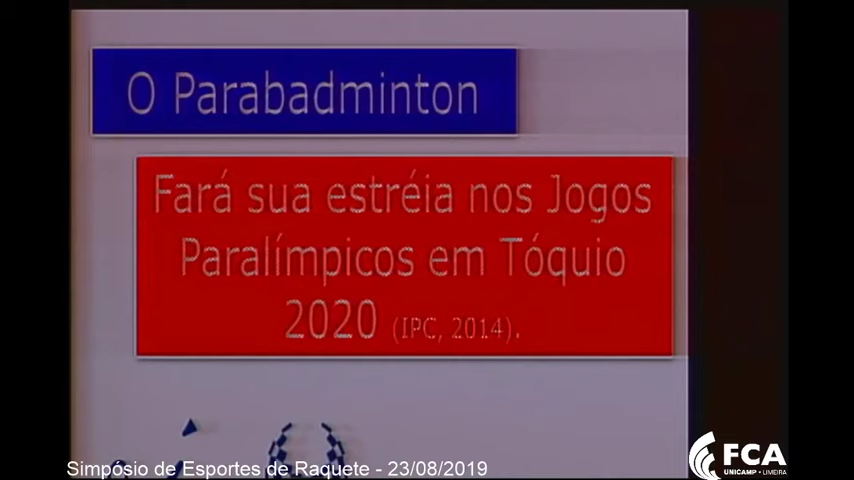 O Parabadminton
Fará sua estréia nos Jogos
Paralímpicos em Tóquio
2020 (IPC, 2014).
Simpósio de Esportes de Raquete - 23/08/2019
FCA
UNICAMP • LIMEIRA